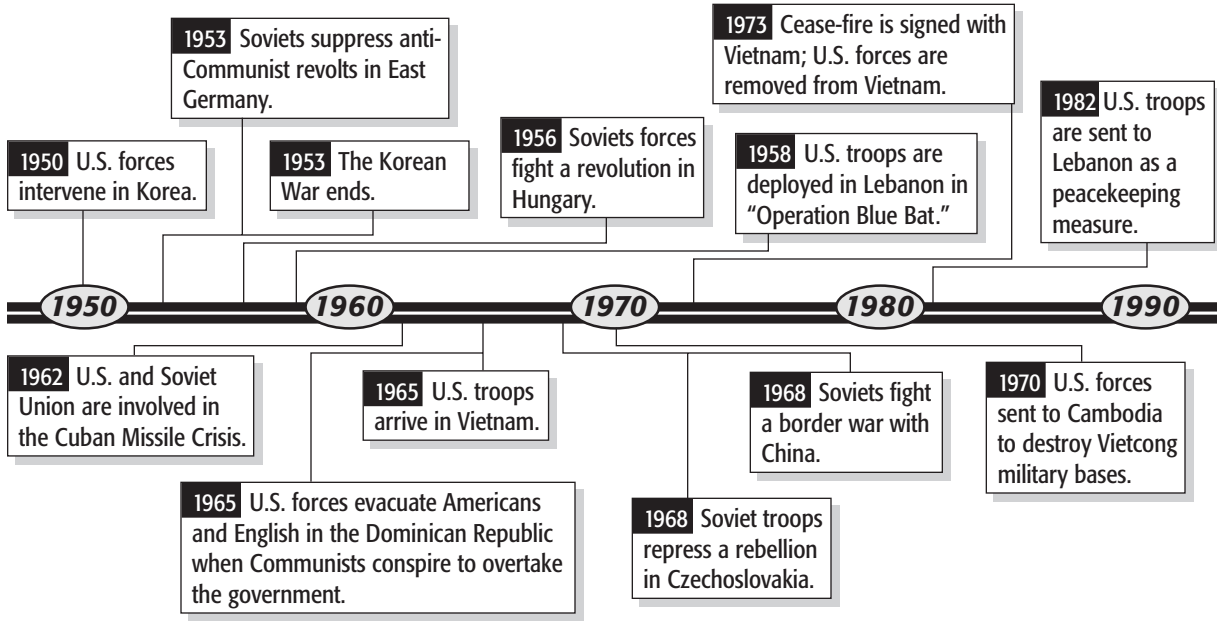 1953 Soviets suppress anti-
Communist revolts in East
Germany.
1973 Cease-fire is signed with
Vietnam; U.S. forces are
removed from Vietnam.
1950 U.S. forces
intervene in Korea.
1953 The Korean
War ends.
1956 Soviets forces
fight a revolution in
Hungary.
1958 U.S. troops are
deployed in Lebanon in
“Operation Blue Bat.”
1982 U.S. troops
are sent to
Lebanon as a
peacekeeping
measure.
1950 1960 1970 1980 1990
1962 U.S. and Soviet
Union are involved in
the Cuban Missile Crisis.
1965 U.S. troops
arrive in Vietnam.
1968 Soviets fight
a border war with
China.
1970 U.S. forces
sent to Cambodia
to destroy Vietcong
military bases.
1965 U.S. forces evacuate Americans
and English in the Dominican Republic
when Communists conspire to overtake
the government.
1968 Soviet troops
repress a rebellion
in Czechoslovakia.